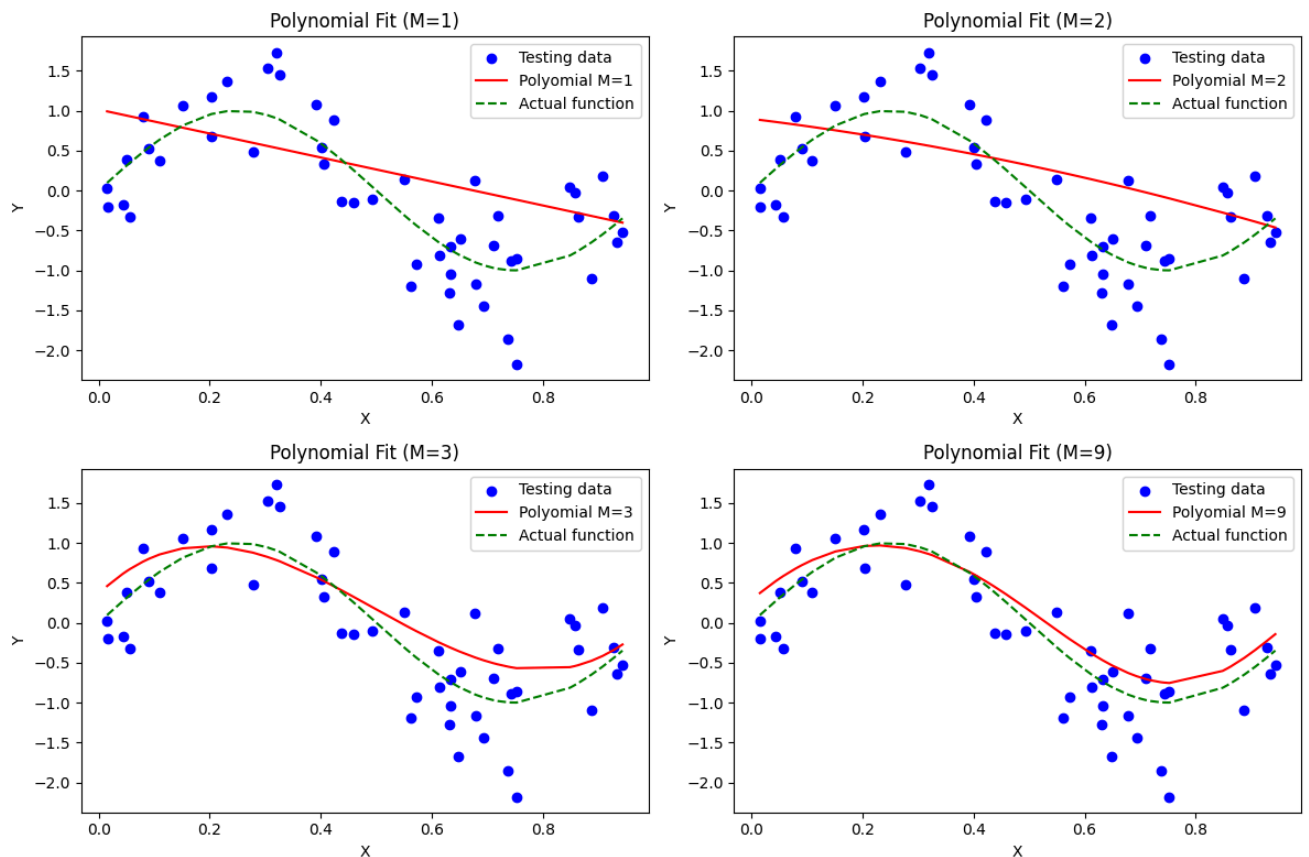 Polynomial Fit (M=1)
Testing data
Polyomial M=1
Actual function
1.5
1.0
0.5
0.0
−0.5
−1.0
−1.5
−2.0
Y
0.0 0.2 0.4 0.6 0.8
X
Polynomial Fit (M=2)
Testing data
Polyomial M=2
Actual function
1.5
1.0
0.5
0.0
−0.5
−1.0
−1.5
−2.0
Y
0.0 0.2 0.4 0.6 0.8
X
Polynomial Fit (M=3)
Testing data
Polyomial M=3
Actual function
1.5
1.0
0.5
0.0
−0.5
−1.0
−1.5
−2.0
Y
0.0 0.2 0.4 0.6 0.8
X
Polynomial Fit (M=9)
Testing data
Polyomial M=9
Actual function
1.5
1.0
0.5
0.0
−0.5
−1.0
−1.5
−2.0
Y
0.0 0.2 0.4 0.6 0.8
X